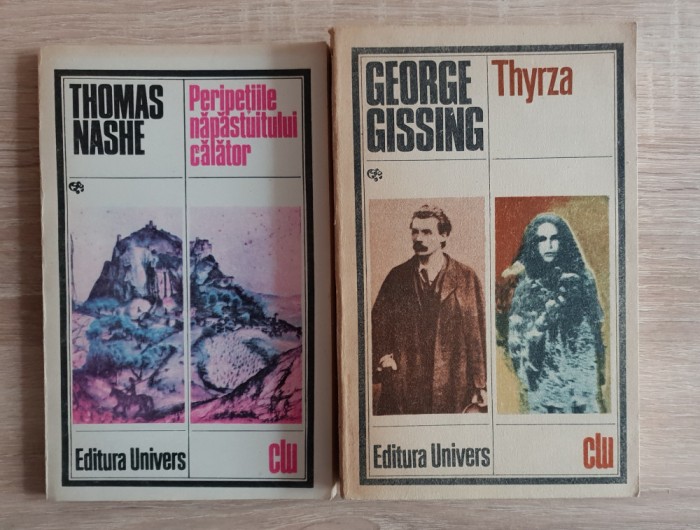 THOMAS
NASHE
Peripețiile
năpăstuitului
călător
Editura Univers
clu
GEORGE
GISSING
Thyrza
Editura Univers
clu